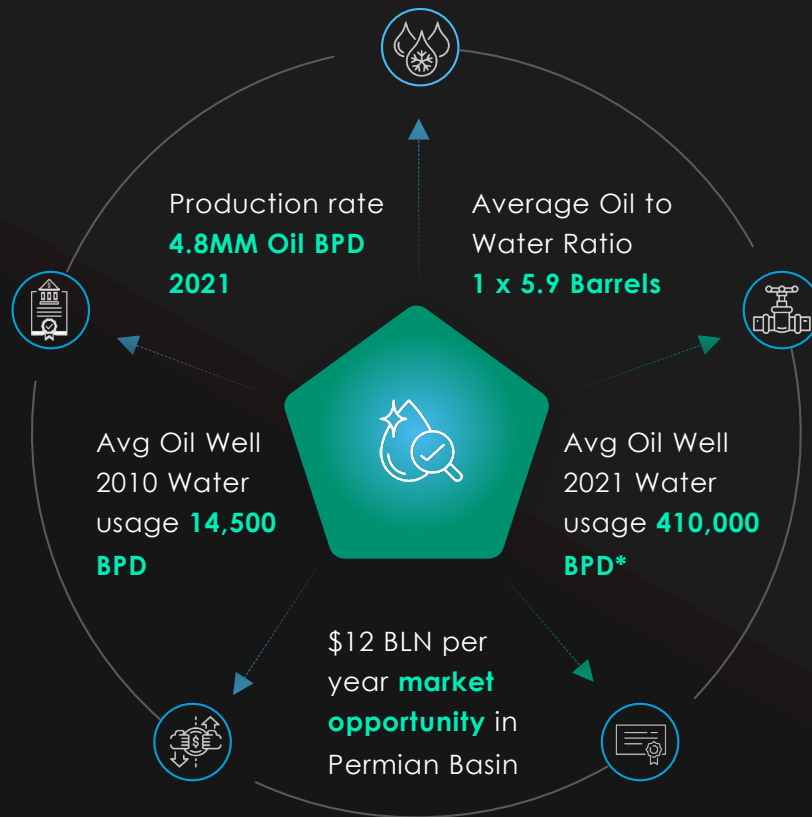 Production rate
4.8MM Oil BPD
2021
Average Oil to
Water Ratio
1 x 5.9 Barrels
Avg Oil Well
2010 Water
usage 14,500
BPD
Avg Oil Well
2021 Water
usage 410,000
BPD*
$12 BLN per
year market
opportunity in
Permian Basin